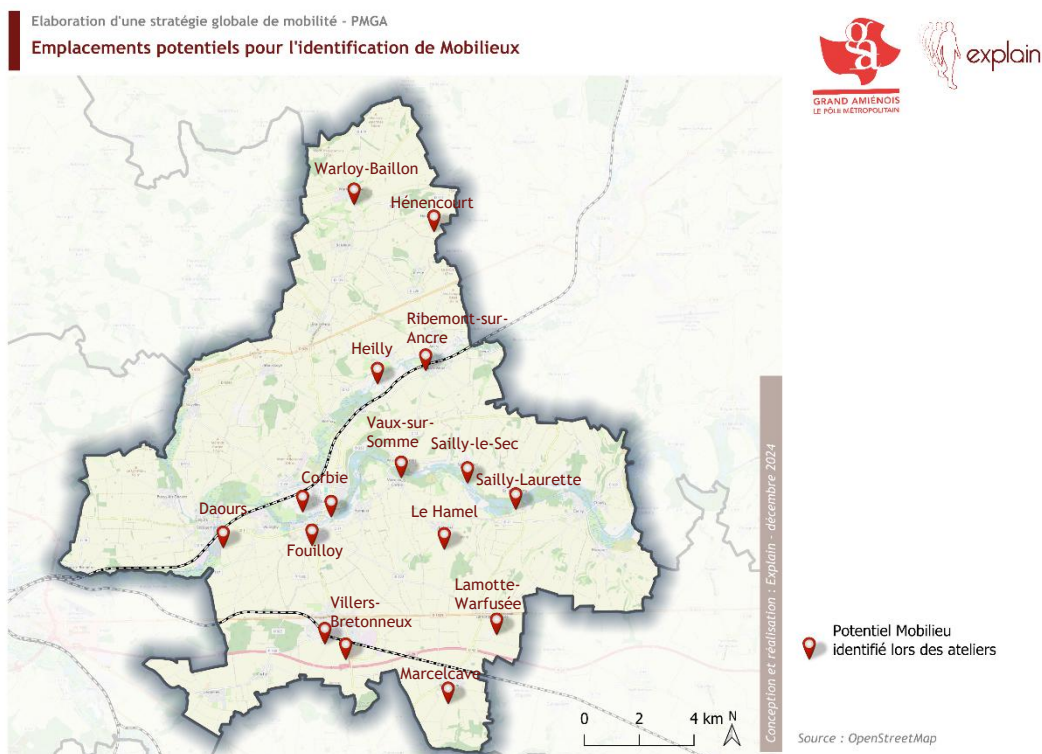 Elaboration d'une stratégie globale de mobilité - PMGA
Emplacements potentiels pour l'identification de Mobilieux
ga
GRAND AMIÉNOIS
LE PÔLE MÉTROPOLITAIN
explain
Warloy-Baillon
Hénencourt
Ribemont-sur-
Ancre
Heilly
Vaux-sur-
Somme
Sailly-le-Sec
Sailly-Laurette
Corbie
Daours
Le Hamel
Fouilloy
Lamotte-
Warfusée
Villers-
Bretonneux
Marcelcave
0 2 4 km N
Conception et réalisation : Explain - décembre 2024
Potentiel Mobilieu
identifié lors des ateliers
Source : OpenStreetMap